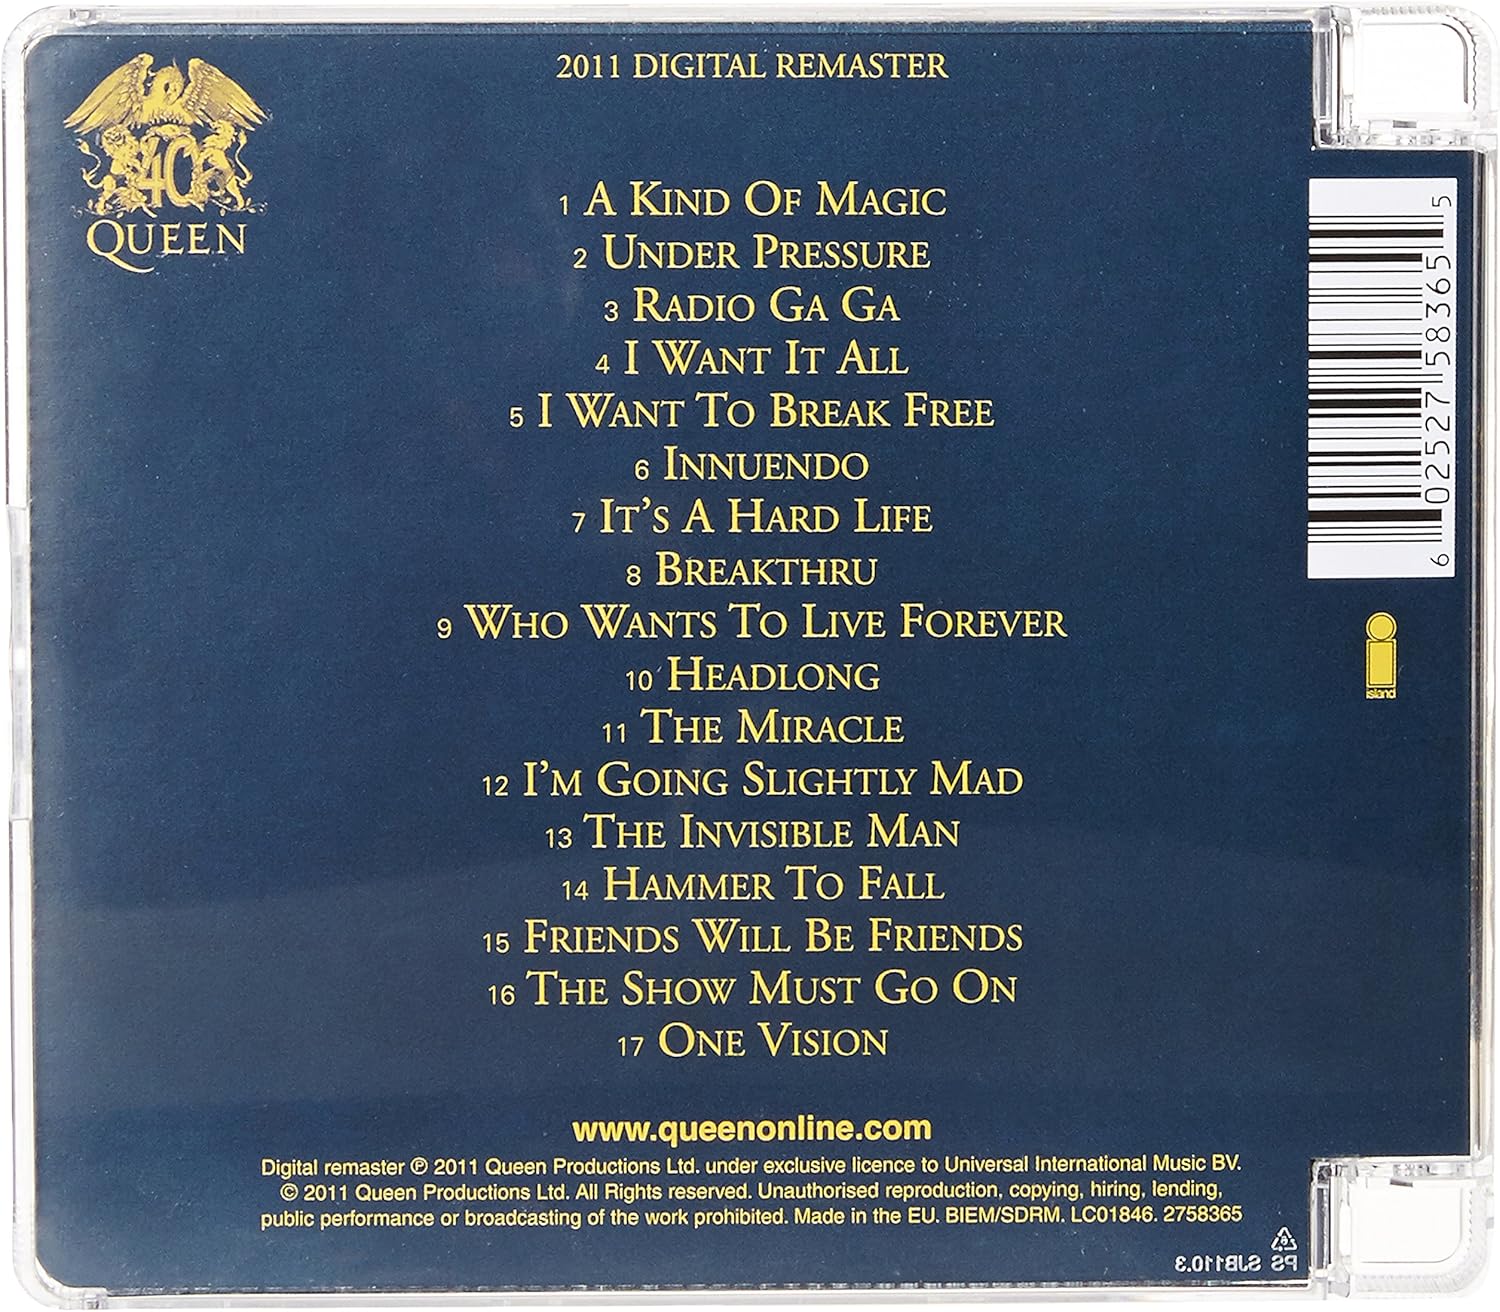 40
QUEEN
2011 DIGITAL REMASTER
1 A KIND OF MAGIC
2 UNDER PRESSURE
3 RADIO GA GA
4 I WANT IT ALL
5 I WANT TO BREAK FREE
6 INNUENDO
7 IT'S A HARD LIFE
8 BREAKTHRU
9 WHO WANTS TO LIVE FOREVER
10 HEADLONG
11 THE MIRACLE
12 I'M GOING SLIGHTLY MAD
13 THE INVISIBLE MAN
14 HAMMER TO FALL
15 FRIENDS WILL BE FRIENDS
16 THE SHOW MUST GO ON
17 ONE VISION
6 02527 58365 5
island
www.queenonline.com
Digital remaster ℗ 2011 Queen Productions Ltd. under exclusive licence to Universal International Music BV.
© 2011 Queen Productions Ltd. All Rights reserved. Unauthorised reproduction, copying, hiring, lending,
public performance or broadcasting of the work prohibited. Made in the EU. BIEM/SDRM. LC01846. 2758365
PS SJB110.3